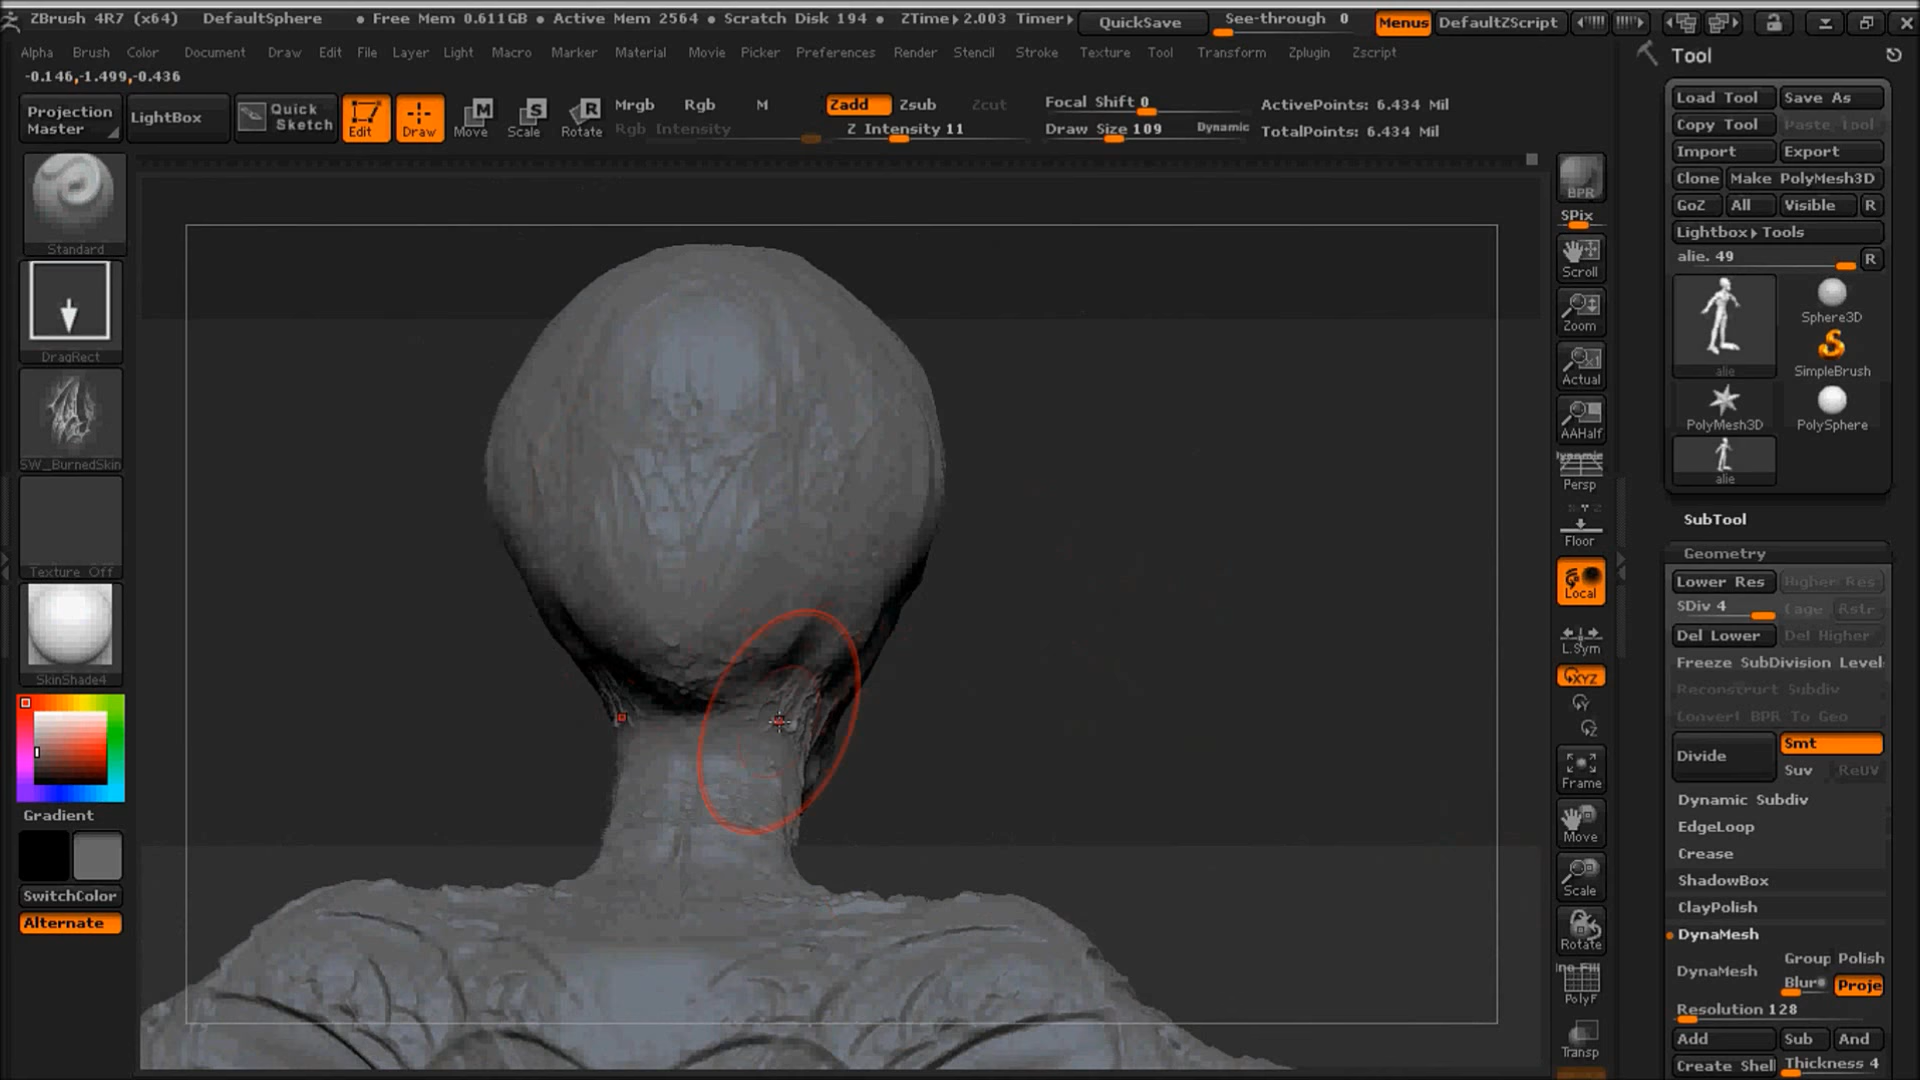 ZBrush 4R7 (x64) DefaultSphere • Free Mem 0.611GB • Active Mem 2564 • Scratch Disk 194 • ZTime▸2.003 Timer▸ QuickSave See-through 0 Menus DefaultZScript
Alpha Brush Color Document Draw Edit File Layer Light Macro Marker Material Movie Picker Preferences Render Stencil Stroke Texture Tool Transform Zplugin Zscript
-0.146,-1.499,-0.436
Projection Master
LightBox
Quick Sketch
Edit
Draw
Move
Scale
Rotate
M
S
R
Mrgb Rgb M
Rgb Intensity
Zadd Zsub Zcut
Z Intensity 11
Focal Shift 0
Draw Size 109 Dynamic
ActivePoints: 6.434 Mil
TotalPoints: 6.434 Mil
Standard
DragRect
SW_BurnedSkin
Texture Off
SkinShade4
Gradient
SwitchColor
Alternate
BPR
SPix
Scroll
Zoom
Actual
AAHalf
Dynamic
Persp
Floor
Local
L.Sym
XYZ
Frame
Move
Scale
Rotate
PolyF
Transp
Tool
Load Tool Save As
Copy Tool Paste Tool
Import Export
Clone Make PolyMesh3D
GoZ All Visible R
Lightbox▸Tools
alie. 49 R
alie
Sphere3D
SimpleBrush
PolyMesh3D
PolySphere
alie
SubTool
Geometry
Lower Res Higher Res
SDiv 4 Cage Rstr
Del Lower Del Higher
Freeze SubDivision Level
Reconstruct Subdiv
Convert BPR To Geo
Divide
Smt
Suv ReUV
Dynamic Subdiv
EdgeLoop
Crease
ShadowBox
ClayPolish
DynaMesh
DynaMesh
Group Polish
Blur Proje
Resolution 128
Add Sub And
Create Shell Thickness 4